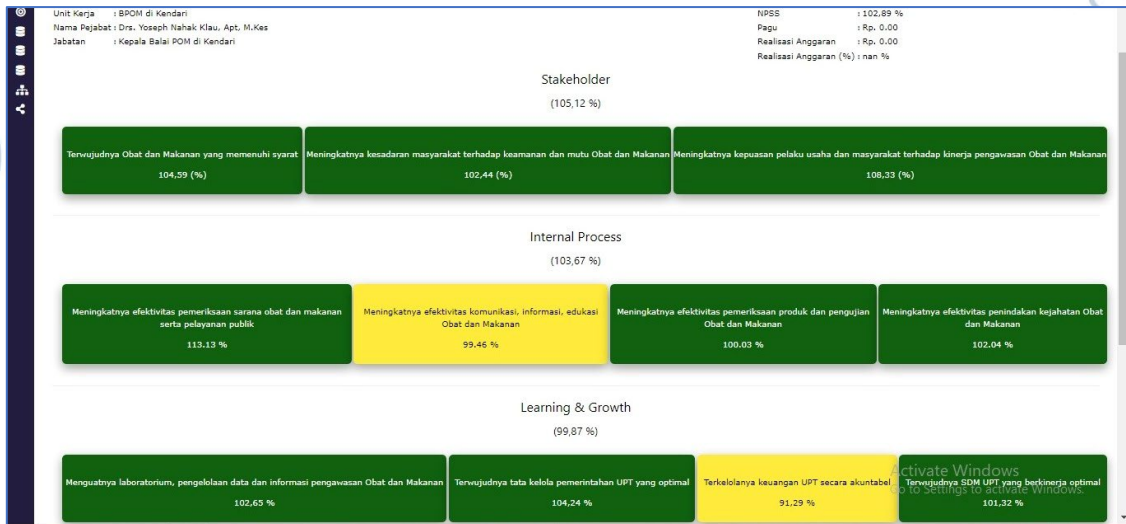 Unit Kerja : BPOM di Kendari
Nama Pejabat : Drs. Yoseph Nahak Klau, Apt, M.Kes
Jabatan : Kepala Balai POM di Kendari
NPSS : 102,89 %
Pagu : Rp. 0.00
Realisasi Anggaran : Rp. 0.00
Realisasi Anggaran (%) : nan %
Stakeholder
(105,12 %)
Terwujudnya Obat dan Makanan yang memenuhi syarat
104,59 (%)
Meningkatnya kesadaran masyarakat terhadap keamanan dan mutu Obat dan Makanan
102,44 (%)
Meningkatnya kepuasan pelaku usaha dan masyarakat terhadap kinerja pengawasan Obat dan Makanan
108,33 (%)
Internal Process
(103,67 %)
Meningkatnya efektivitas pemeriksaan sarana obat dan makanan
serta pelayanan publik
113.13 %
Meningkatnya efektivitas komunikasi, informasi, edukasi
Obat dan Makanan
99.46 %
Meningkatnya efektivitas pemeriksaan produk dan pengujian
Obat dan Makanan
100.03 %
Meningkatnya efektivitas penindakan kejahatan Obat
dan Makanan
102.04 %
Learning & Growth
(99,87 %)
Menguatnya laboratorium, pengelolaan data dan informasi pengawasan Obat dan Makanan
102,65 %
Terwujudnya tata kelola pemerintahan UPT yang optimal
104,24 %
Terkelolanya keuangan UPT secara akuntabel
91,29 %
Terwujudnya SDM UPT yang berkinerja optimal
101,32 %
Activate Windows
Go to Settings to activate Windows.